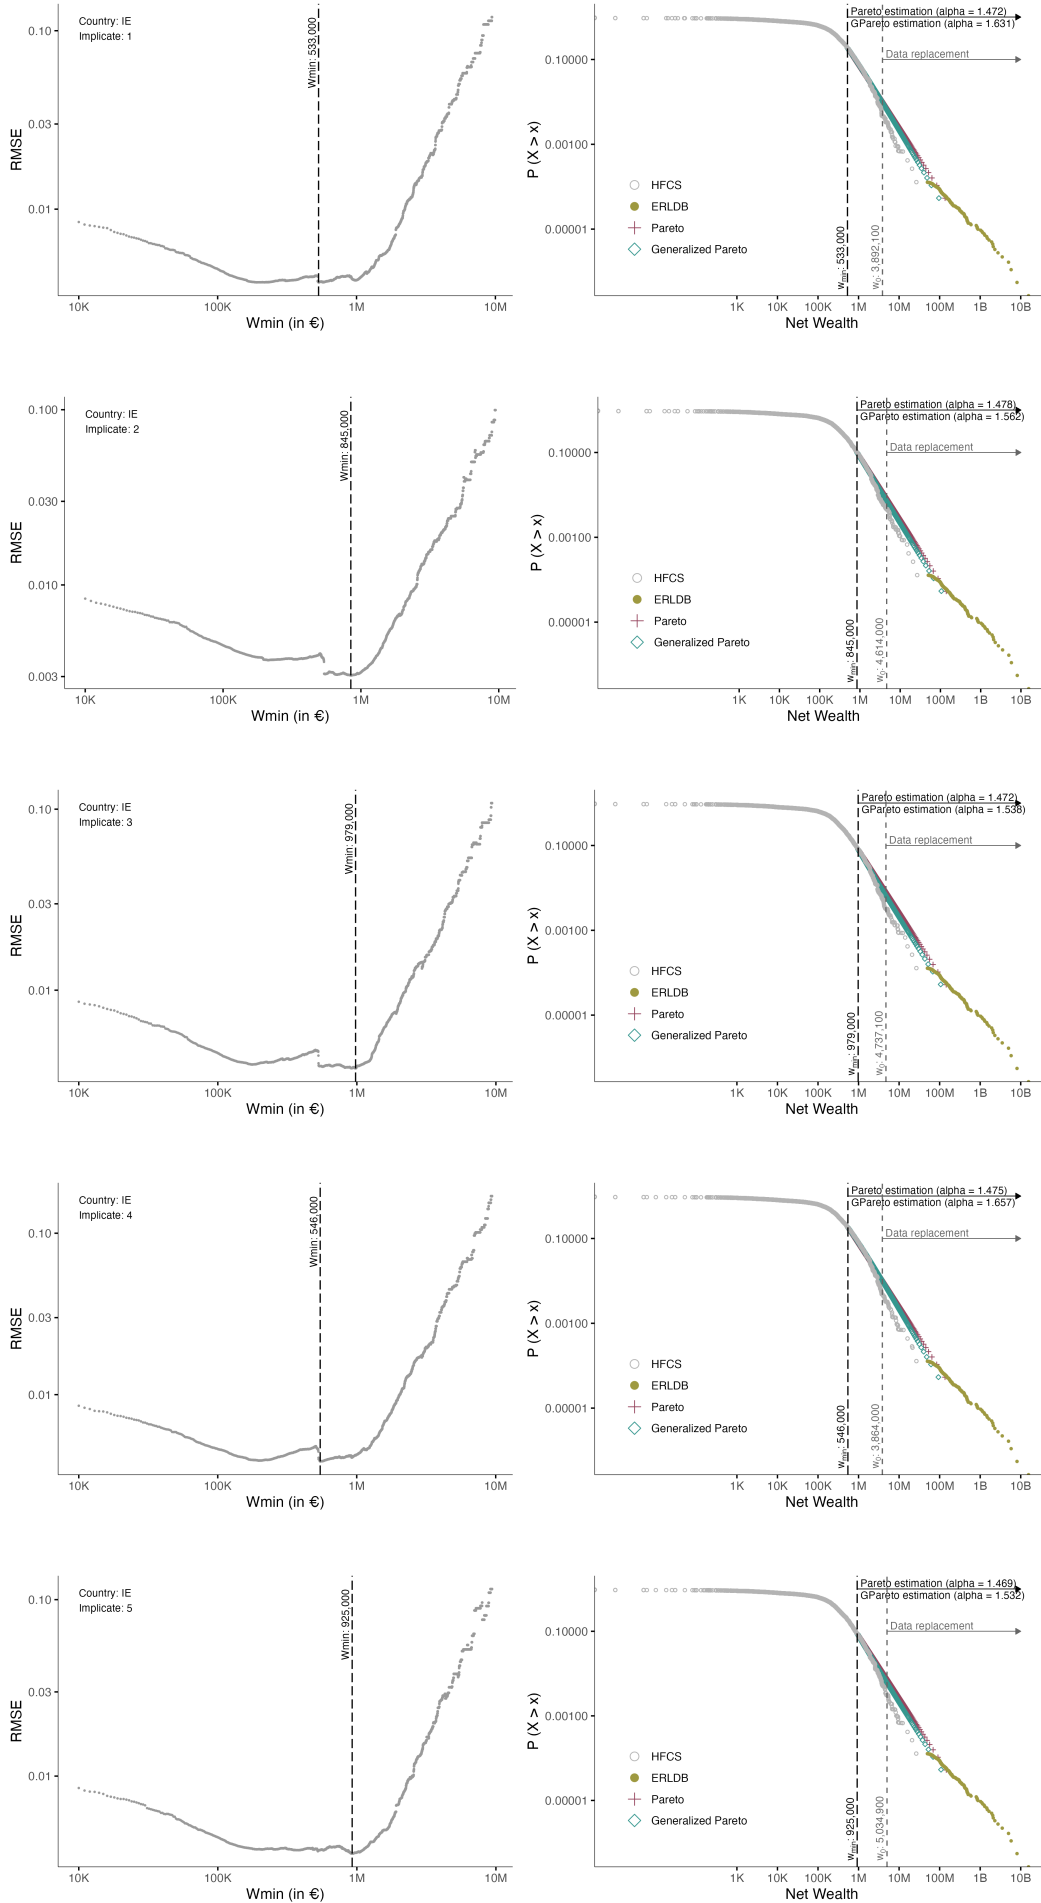 Country: IE
Implicate: 1
Wmin: 533,000
RMSE
0.10
0.03
0.01
10K
100K
1M
10M
Wmin (in €)
Pareto estimation (alpha = 1.472)
GPareto estimation (alpha = 1.631)
Data replacement
P (X > x)
0.10000
0.00100
0.00001
HFCS
ERLDB
Pareto
Generalized Pareto
wmin: 533,000
w0: 3,892,100
1K
10K
100K
1M
10M
100M
1B
10B
Net Wealth
Country: IE
Implicate: 2
Wmin: 845,000
RMSE
0.100
0.030
0.010
0.003
10K
100K
1M
10M
Wmin (in €)
Pareto estimation (alpha = 1.478)
GPareto estimation (alpha = 1.562)
Data replacement
P (X > x)
0.10000
0.00100
0.00001
HFCS
ERLDB
Pareto
Generalized Pareto
wmin: 845,000
w0: 4,614,000
1K
10K
100K
1M
10M
100M
1B
10B
Net Wealth
Country: IE
Implicate: 3
Wmin: 979,000
RMSE
0.10
0.03
0.01
10K
100K
1M
10M
Wmin (in €)
Pareto estimation (alpha = 1.472)
GPareto estimation (alpha = 1.538)
Data replacement
P (X > x)
0.10000
0.00100
0.00001
HFCS
ERLDB
Pareto
Generalized Pareto
wmin: 979,000
w0: 4,737,100
1K
10K
100K
1M
10M
100M
1B
10B
Net Wealth
Country: IE
Implicate: 4
Wmin: 546,000
RMSE
0.10
0.03
0.01
10K
100K
1M
10M
Wmin (in €)
Pareto estimation (alpha = 1.475)
GPareto estimation (alpha = 1.657)
Data replacement
P (X > x)
0.10000
0.00100
0.00001
HFCS
ERLDB
Pareto
Generalized Pareto
wmin: 546,000
w0: 3,864,000
1K
10K
100K
1M
10M
100M
1B
10B
Net Wealth
Country: IE
Implicate: 5
Wmin: 925,000
RMSE
0.10
0.03
0.01
10K
100K
1M
10M
Wmin (in €)
Pareto estimation (alpha = 1.469)
GPareto estimation (alpha = 1.532)
Data replacement
P (X > x)
0.10000
0.00100
0.00001
HFCS
ERLDB
Pareto
Generalized Pareto
wmin: 925,000
w0: 5,034,900
1K
10K
100K
1M
10M
100M
1B
10B
Net Wealth